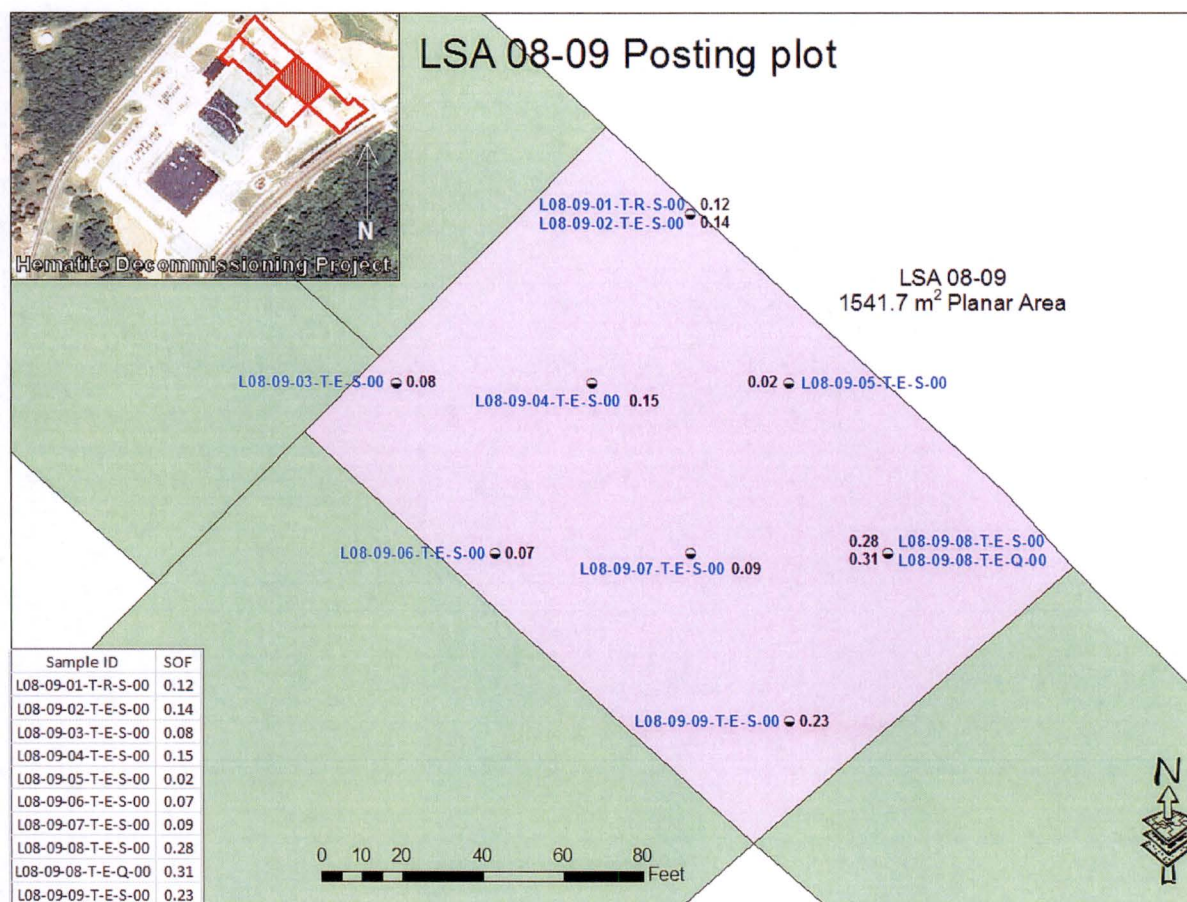 LSA 08-09 Posting plot
N
Hematite Decommissioning Project
L08-09-01-T-R-S-00 0.12
L08-09-02-T-E-S-00 0.14
LSA 08-09
1541.7 m² Planar Area
L08-09-03-T-E-S-00 0.08
L08-09-04-T-E-S-00 0.15
0.02 L08-09-05-T-E-S-00
L08-09-06-T-E-S-00 0.07
L08-09-07-T-E-S-00 0.09
0.28 L08-09-08-T-E-S-00
0.31 L08-09-08-T-E-Q-00
L08-09-09-T-E-S-00 0.23
Sample ID SOF
L08-09-01-T-R-S-00 0.12
L08-09-02-T-E-S-00 0.14
L08-09-03-T-E-S-00 0.08
L08-09-04-T-E-S-00 0.15
L08-09-05-T-E-S-00 0.02
L08-09-06-T-E-S-00 0.07
L08-09-07-T-E-S-00 0.09
L08-09-08-T-E-S-00 0.28
L08-09-08-T-E-Q-00 0.31
L08-09-09-T-E-S-00 0.23
0 10 20 40 60 80
Feet
N